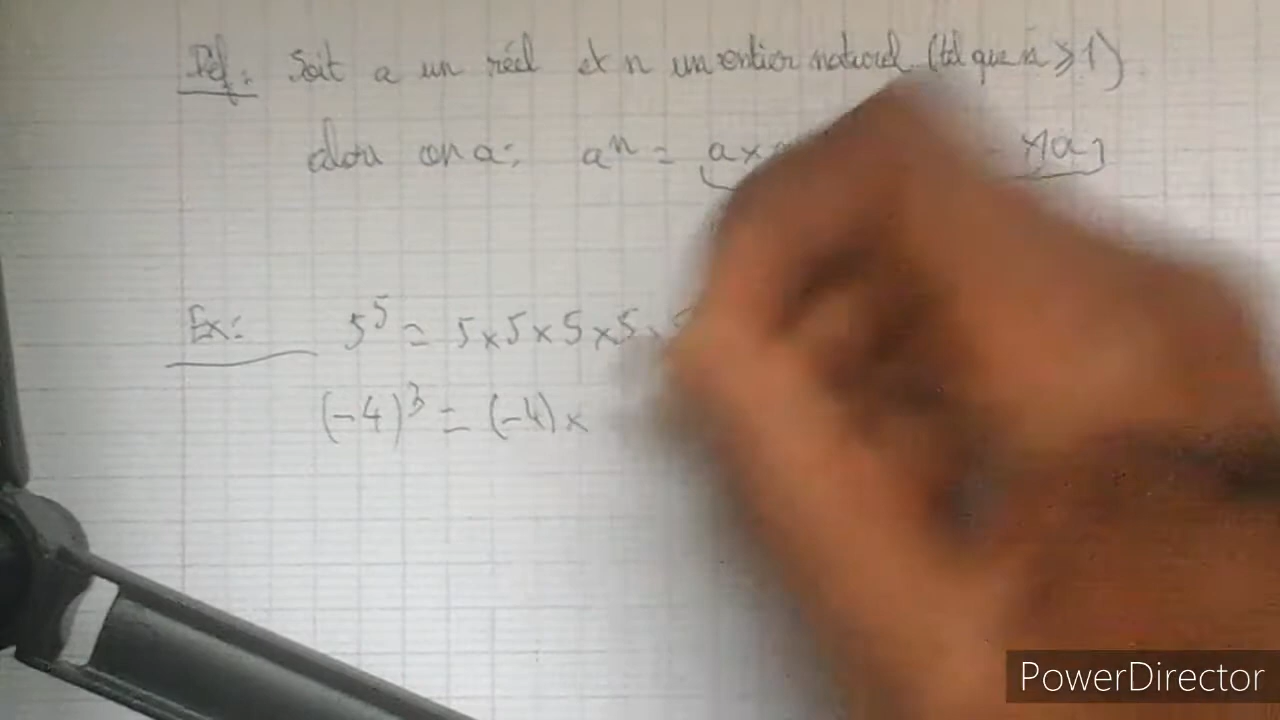 Def: Soit a un réel et n un entier naturel (tel que n ≥ 1)
alors on a: aⁿ = a × × a
Ex: 5⁵ = 5 × 5 × 5 × 5 ×
(-4)³ = (-4) ×
PowerDirector